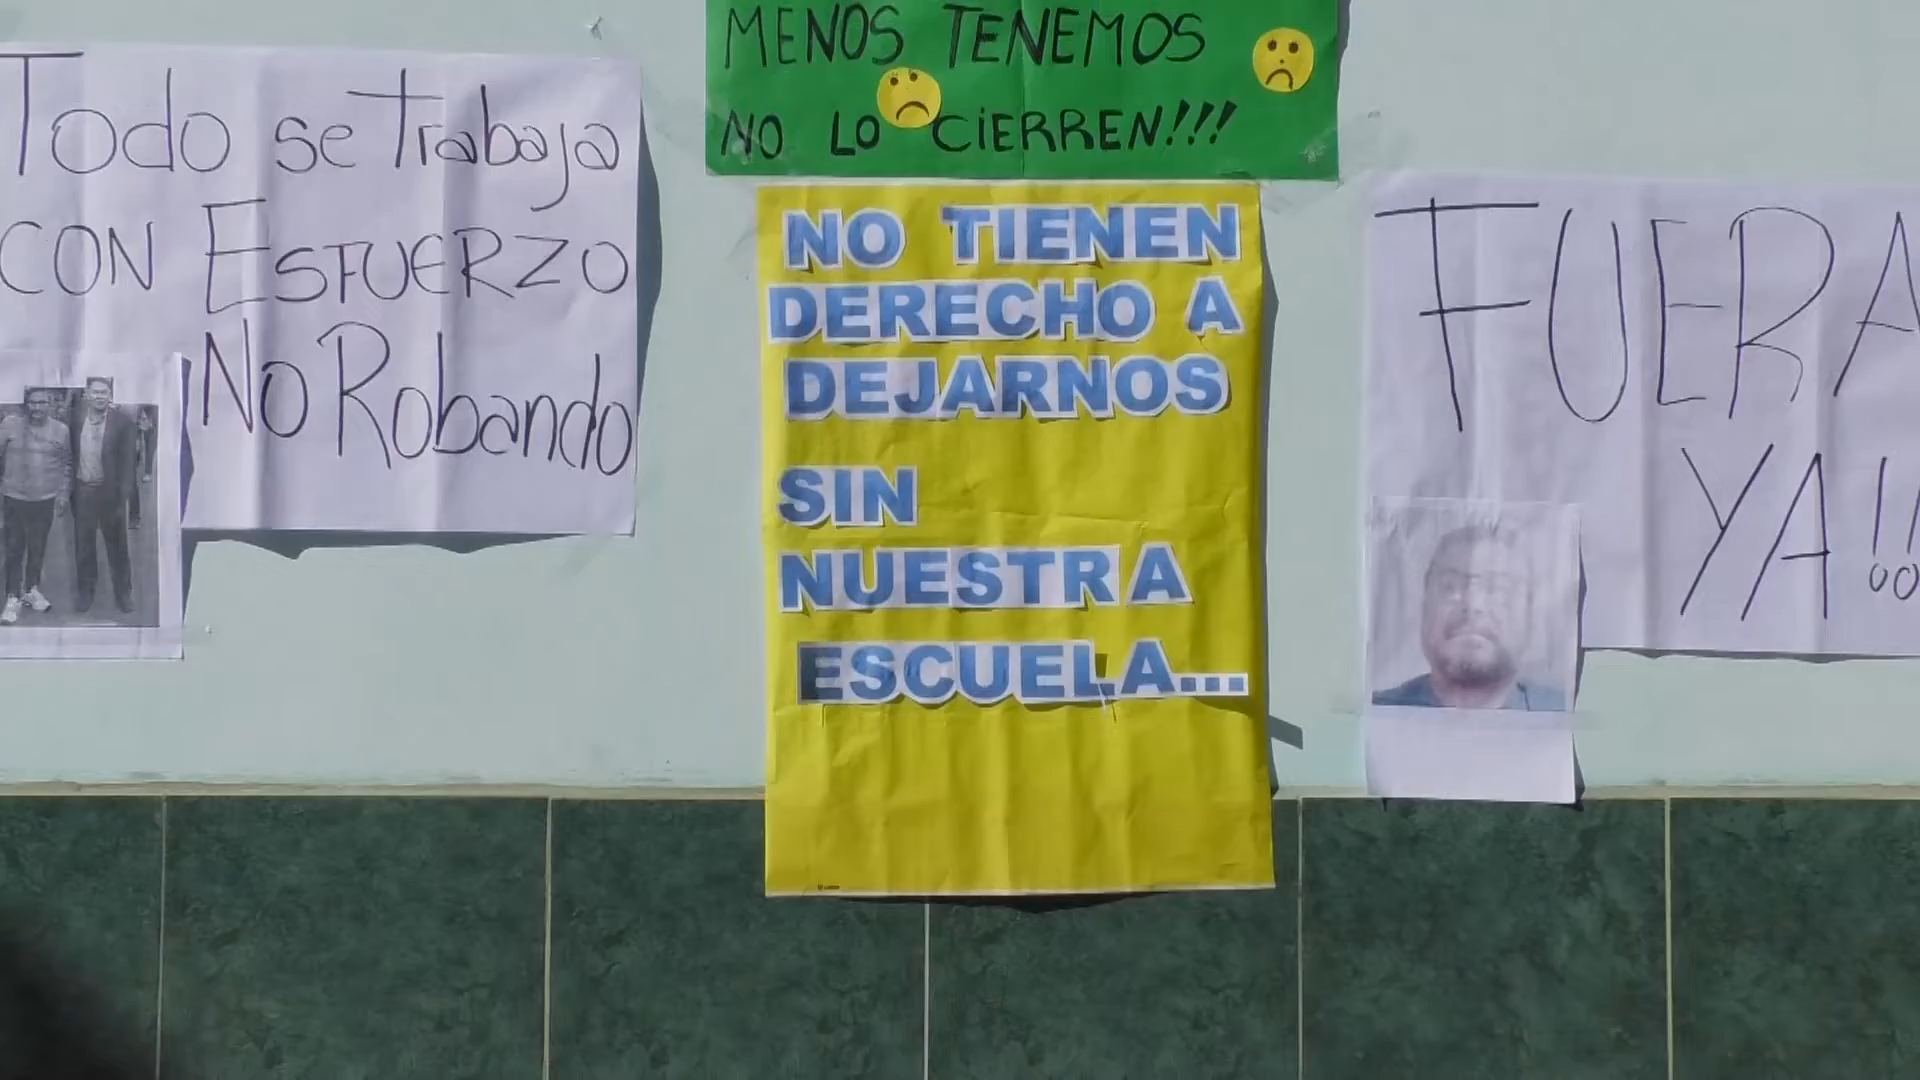 Todo se Trabaja
CON ESFUERZO
NO Robando
MENOS TENEMOS
NO LO CIERREN!!!!
NO TIENEN
DERECHO A
DEJARNOS
SIN
NUESTRA
ESCUELA...
FUERA
YA!!